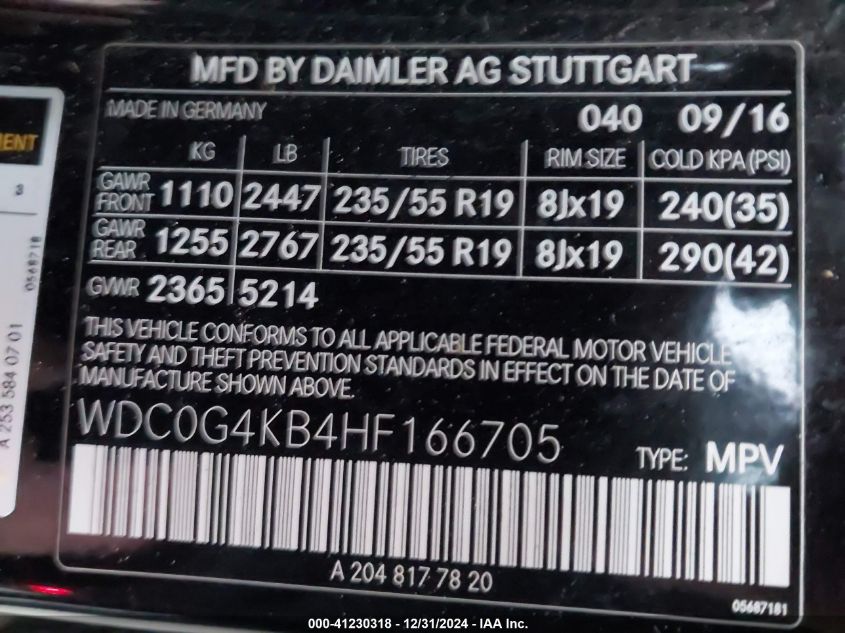 MFD BY DAIMLER AG STUTTGART
MADE IN GERMANY 040 09/16
KG LB TIRES RIM SIZE COLD KPA(PSI)
GAWR FRONT 1110 2447 235/55 R19 8Jx19 240(35)
GAWR REAR 1255 2767 235/55 R19 8Jx19 290(42)
GVWR 2365 5214
THIS VEHICLE CONFORMS TO ALL APPLICABLE FEDERAL MOTOR VEHICLE
SAFETY AND THEFT PREVENTION STANDARDS IN EFFECT ON THE DATE OF
MANUFACTURE SHOWN ABOVE.
WDC0G4KB4HF166705
TYPE: MPV
A 204 817 78 20
05687181
A 253 584 07 01
0568718
000-41230318 - 12/31/2024 - IAA Inc.